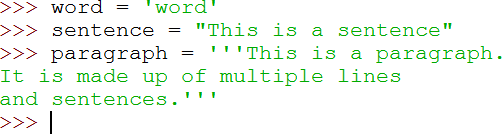 >>> word = 'word'
>>> sentence = "This is a sentence"
>>> paragraph = '''This is a paragraph.
It is made up of multiple lines
and sentences.'''
>>>